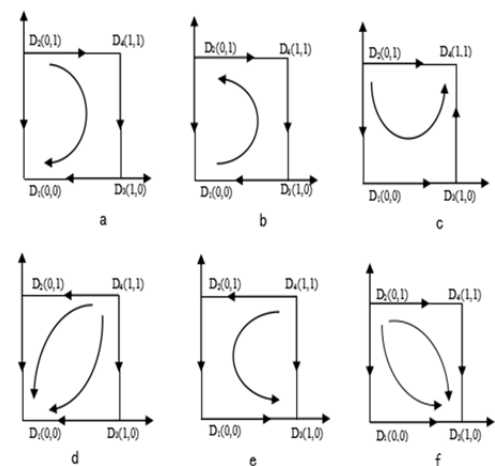 D₂(0,1) D₄(1,1)
D₁(0,0) D₃(1,0)
a
D₂(0,1) D₄(1,1)
D₁(0,0) D₃(1,0)
b
D₂(0,1) D₄(1,1)
D₁(0,0) D₃(1,0)
c
D₂(0,1) D₄(1,1)
D₁(0,0) D₃(1,0)
d
D₂(0,1) D₄(1,1)
D₁(0,0) D₃(1,0)
e
D₂(0,1) D₄(1,1)
D₁(0,0) D₃(1,0)
f